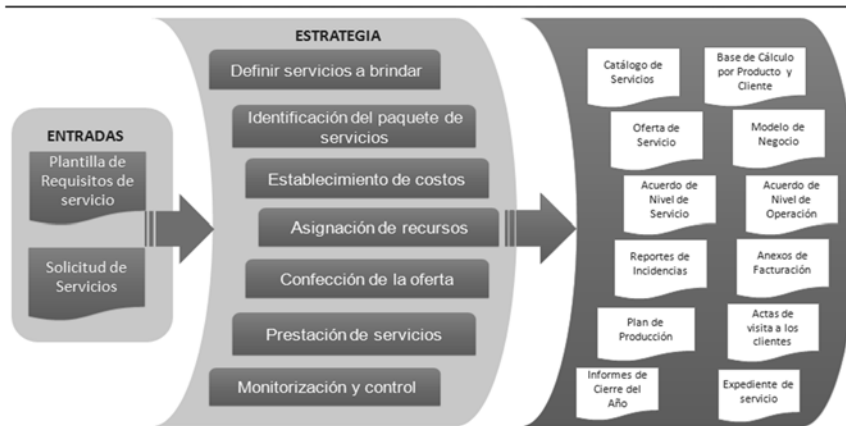 ENTRADAS
Plantilla de
Requisitos de
servicio
Solicitud de
Servicios
ESTRATEGIA
Definir servicios a brindar
Identificación del paquete de
servicios
Establecimiento de costos
Asignación de recursos
Confección de la oferta
Prestación de servicios
Monitorización y control
Catálogo de
Servicios
Base de Cálculo
por Producto y
Cliente
Oferta de
Servicio
Modelo de
Negocio
Acuerdo de
Nivel de
Servicio
Acuerdo de
Nivel de
Operación
Reportes de
Incidencias
Anexos de
Facturación
Plan de
Producción
Actas de
visita a los
clientes
Informes de
Cierre del
Año
Expediente de
servicio